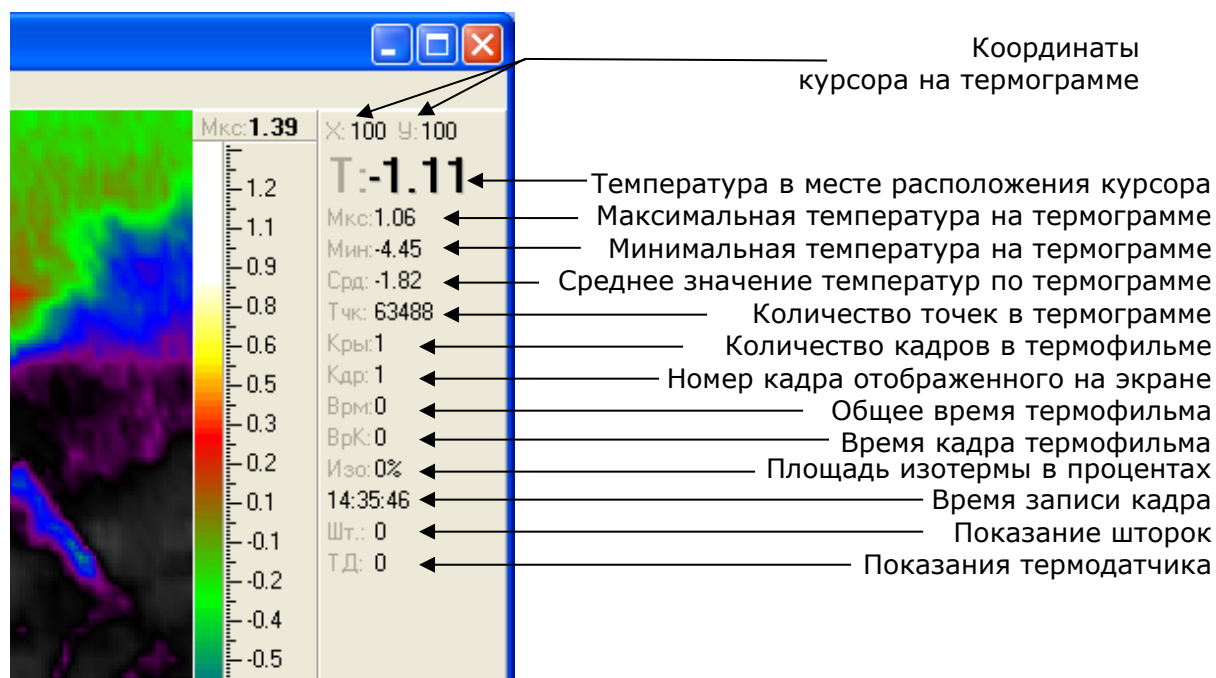 Координаты
курсора на термограмме
Мкс:1.39
X: 100 У:100
T:-1.11
Температура в месте расположения курсора
1.2
Мкс:1.06
Максимальная температура на термограмме
1.1
Мин:-4.45
Минимальная температура на термограмме
0.9
Срд: -1.82
Среднее значение температур по термограмме
0.8
Тчк: 63488
Количество точек в термограмме
0.6
Кры:1
Количество кадров в термофильме
0.5
Кдр: 1
Номер кадра отображенного на экране
0.3
Врм:0
Общее время термофильма
ВрК:0
Время кадра термофильма
0.2
Изо:0%
Площадь изотермы в процентах
0.1
14:35:46
Время записи кадра
-0.1
Шт.: 0
Показание шторок
-0.2
ТД: 0
Показания термодатчика
-0.4
-0.5